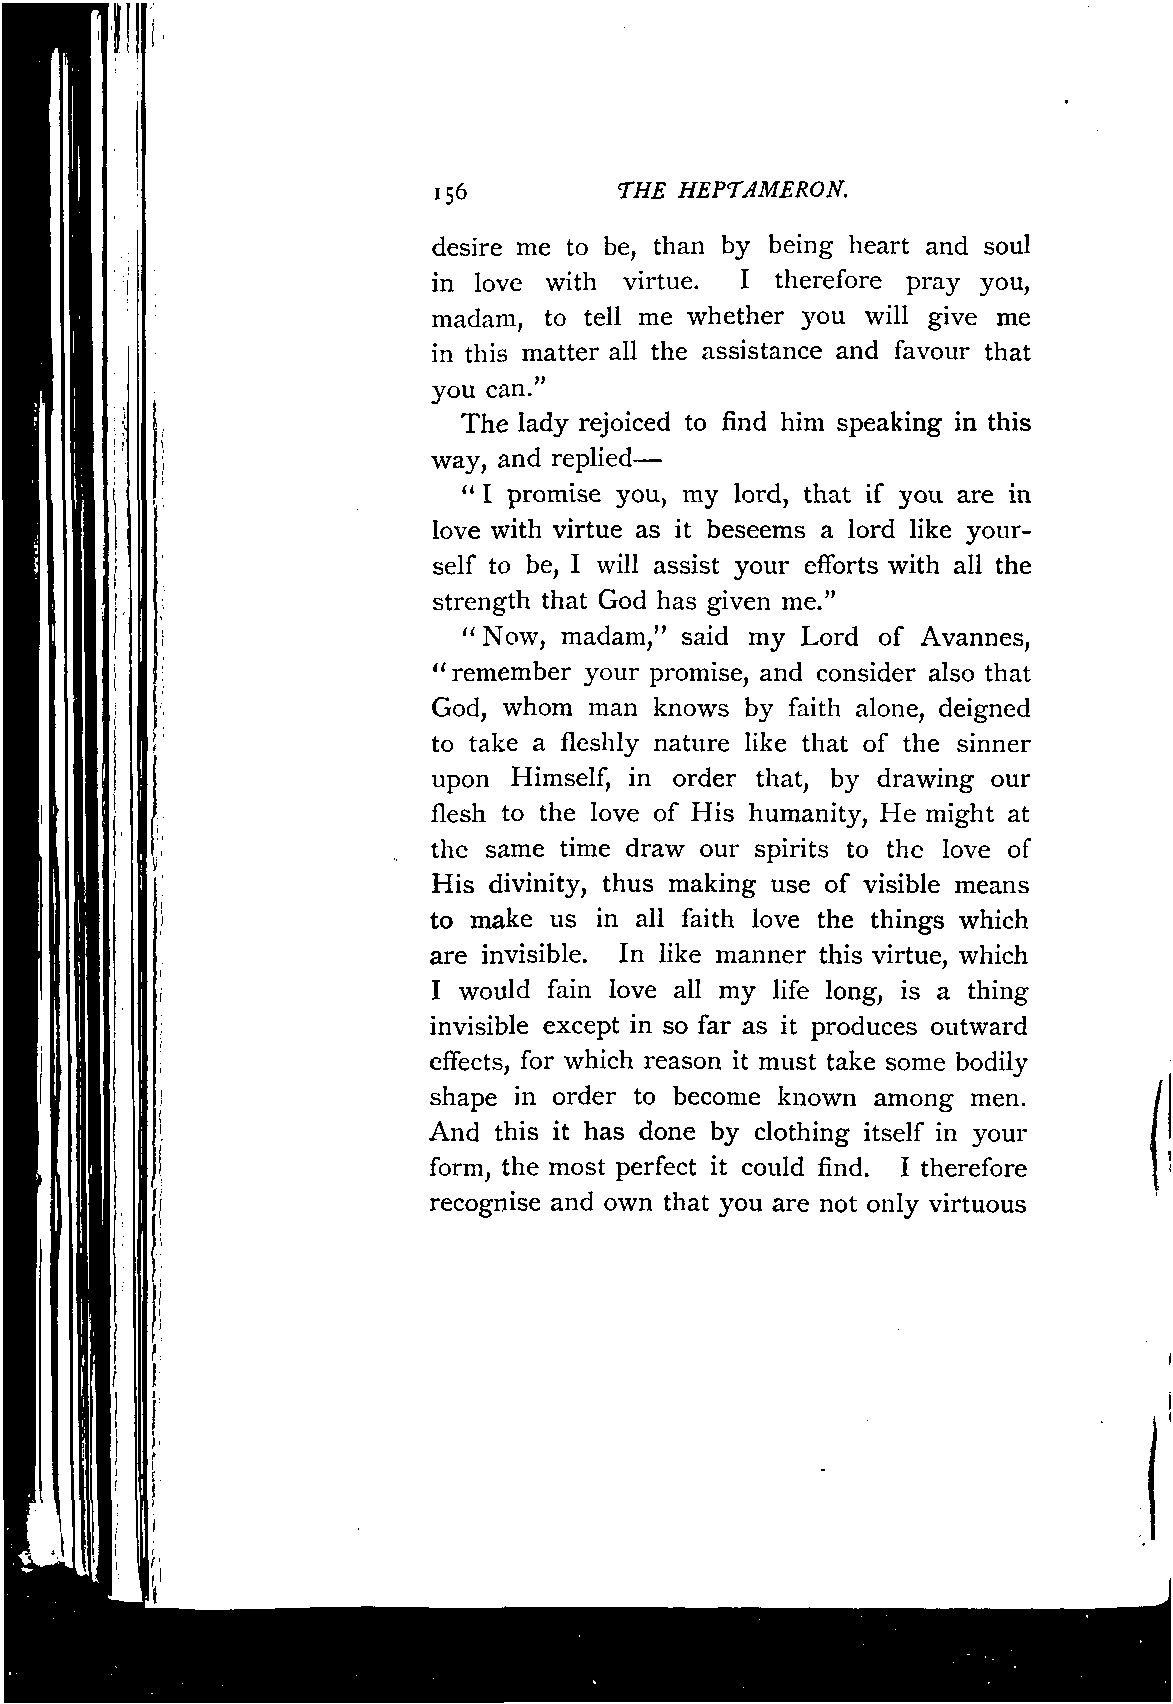 156 THE HEPTAMERON.
desire me to be, than by being heart and soul
in love with virtue. I therefore pray you,
madam, to tell me whether you will give me
in this matter all the assistance and favour that
you can.”
The lady rejoiced to find him speaking in this
way, and replied—
“I promise you, my lord, that if you are in
love with virtue as it beseems a lord like your-
self to be, I will assist your efforts with all the
strength that God has given me.”
“Now, madam,” said my Lord of Avannes,
“remember your promise, and consider also that
God, whom man knows by faith alone, deigned
to take a fleshly nature like that of the sinner
upon Himself, in order that, by drawing our
flesh to the love of His humanity, He might at
the same time draw our spirits to the love of
His divinity, thus making use of visible means
to make us in all faith love the things which
are invisible. In like manner this virtue, which
I would fain love all my life long, is a thing
invisible except in so far as it produces outward
effects, for which reason it must take some bodily
shape in order to become known among men.
And this it has done by clothing itself in your
form, the most perfect it could find. I therefore
recognise and own that you are not only virtuous